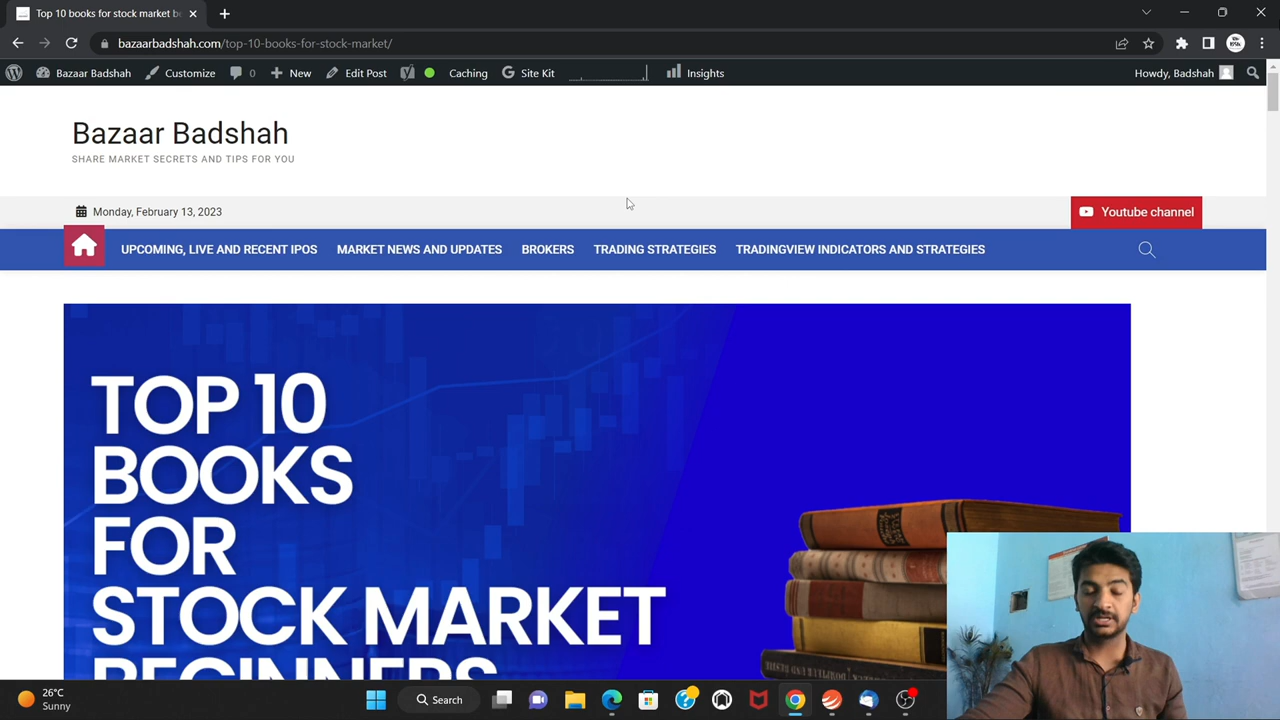 Top 10 books for stock market b
bazaarbadshah.com/top-10-books-for-stock-market/
Bazaar Badshah
Customize
0
New
Edit Post
Caching
Site Kit
Insights
Howdy, Badshah
Bazaar Badshah
SHARE MARKET SECRETS AND TIPS FOR YOU
Monday, February 13, 2023
Youtube channel
UPCOMING, LIVE AND RECENT IPOS
MARKET NEWS AND UPDATES
BROKERS
TRADING STRATEGIES
TRADINGVIEW INDICATORS AND STRATEGIES
TOP 10
BOOKS
FOR
STOCK MARKET
BEGINNERS
26°C
Sunny
Search